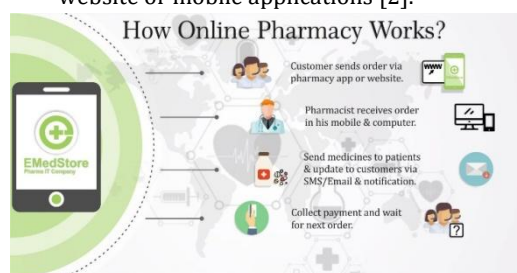 website or mobile applications [2].
How Online Pharmacy Works?
Customer sends order via
pharmacy app or website.
www
Pharmacist receives order
in his mobile & computer.
EMedStore
Pharma IT Company
Send medicines to patients
& update to customers via
SMS/Email & notification.
Collect payment and wait
for next order.
?